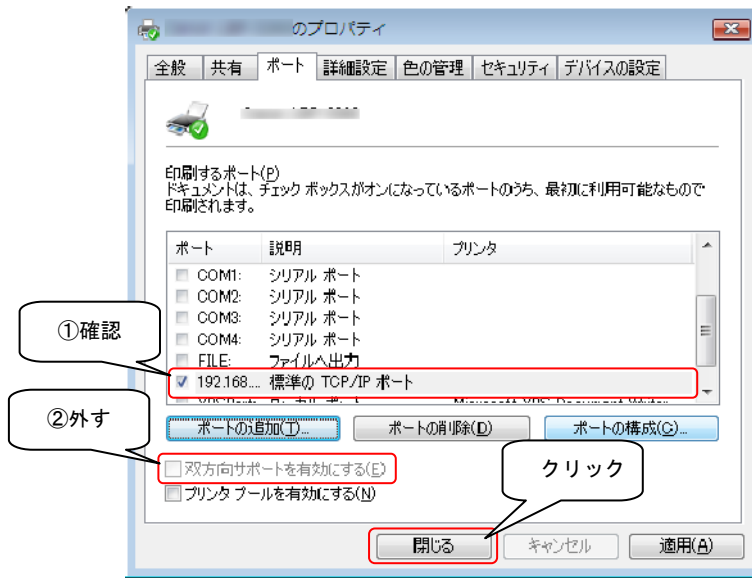 のプロパティ
全般 共有 ポート 詳細設定 色の管理 セキュリティ デバイスの設定
印刷するポート(P)
ドキュメントは、チェック ボックスがオンになっているポートのうち、最初に利用可能なもので
印刷されます。
ポート 説明 プリンタ
COM1: シリアル ポート
COM2: シリアル ポート
COM3: シリアル ポート
COM4: シリアル ポート
①確認
FILE: ファイルへ出力
192.168.... 標準の TCP/IP ポート
②外す
ポートの追加(T)... ポートの削除(D) ポートの構成(C)...
双方向サポートを有効にする(E)
クリック
プリンタ プールを有効にする(N)
閉じる キャンセル 適用(A)